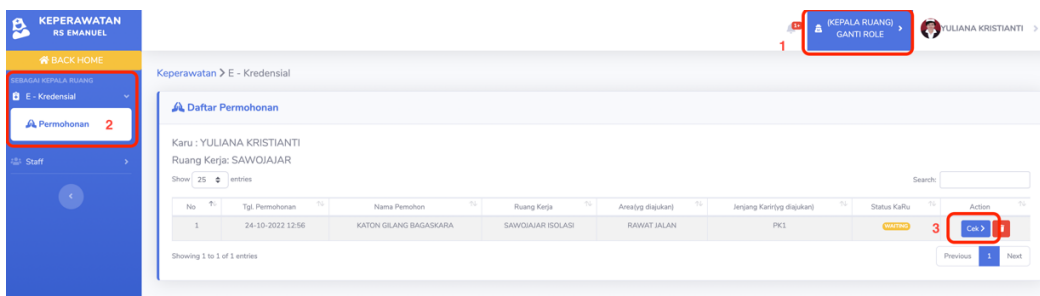 KEPERAWATAN
RS EMANUEL
9+
(KEPALA RUANG)
GANTI ROLE
1
YULIANA KRISTIANTI
BACK HOME
SEBAGAI KEPALA RUANG
E - Kredensial
Permohonan 2
Staff
Keperawatan > E - Kredensial
Daftar Permohonan
Karu : YULIANA KRISTIANTI
Ruang Kerja: SAWOJAJAR
Show 25 entries
Search:
No Tgl. Permohonan Nama Pemohon Ruang Kerja Area(yg diajukan) Jenjang Karir(yg diajukan) Status KaRu Action
1 24-10-2022 12:56 KATON GILANG BAGASKARA SAWOJAJAR ISOLASI RAWAT JALAN PK1 WAITING 3 Cek >
Showing 1 to 1 of 1 entries
Previous 1 Next